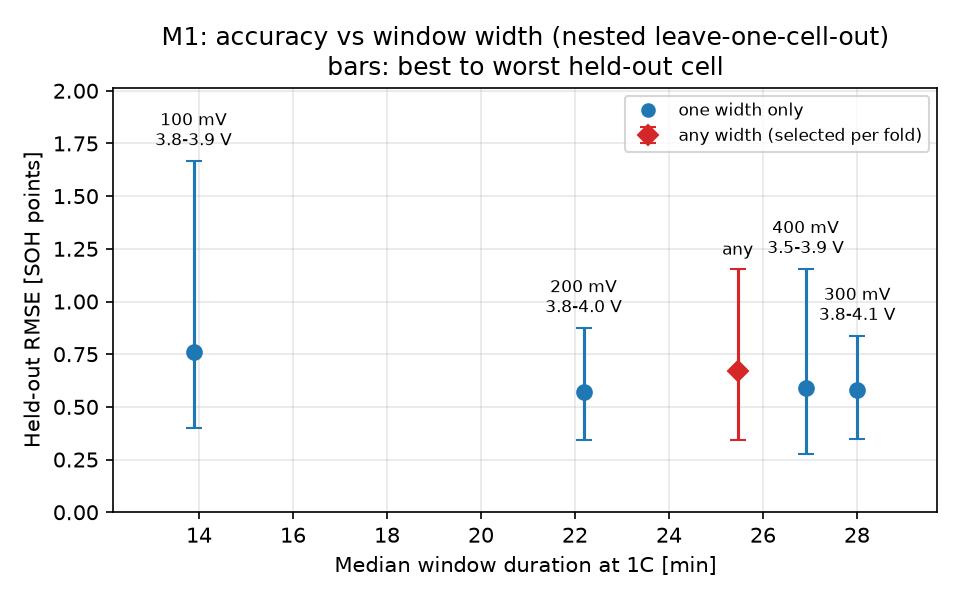 M1: accuracy vs window width (nested leave-one-cell-out)
bars: best to worst held-out cell
Held-out RMSE [SOH points]
2.00
1.75
1.50
1.25
1.00
0.75
0.50
0.25
0.00
one width only
any width (selected per fold)
100 mV
3.8-3.9 V
200 mV
3.8-4.0 V
any
400 mV
3.5-3.9 V
300 mV
3.8-4.1 V
14
16
18
20
22
24
26
28
Median window duration at 1C [min]